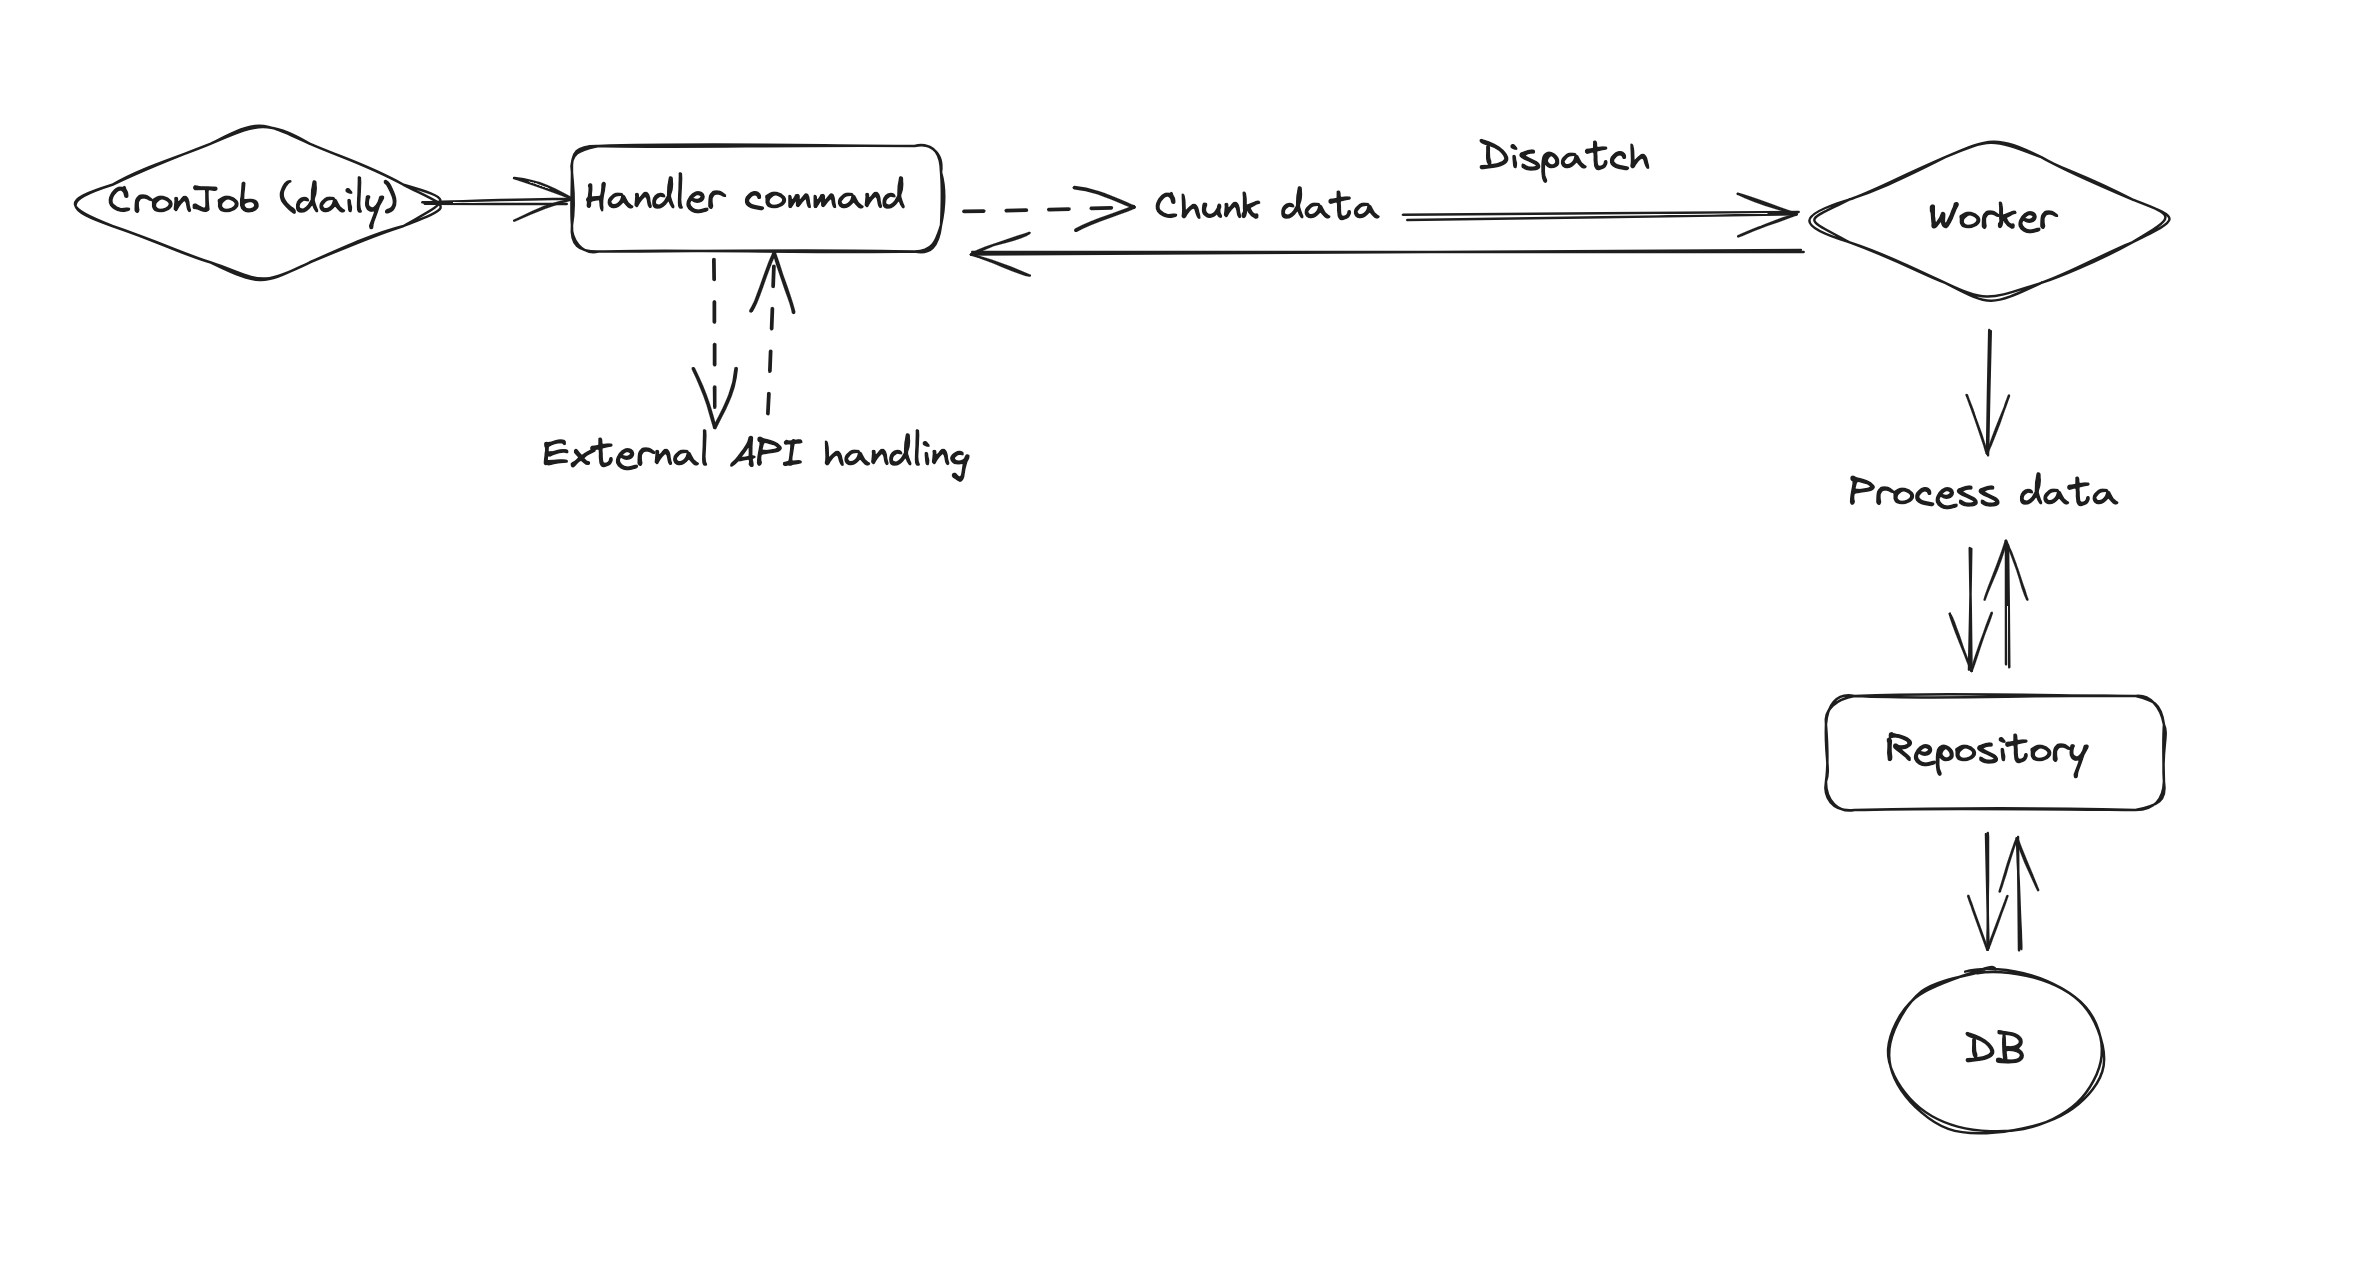 CronJob (daily)
Handler command
Chunk data
Dispatch
Worker
External API handling
Process data
Repository
DB